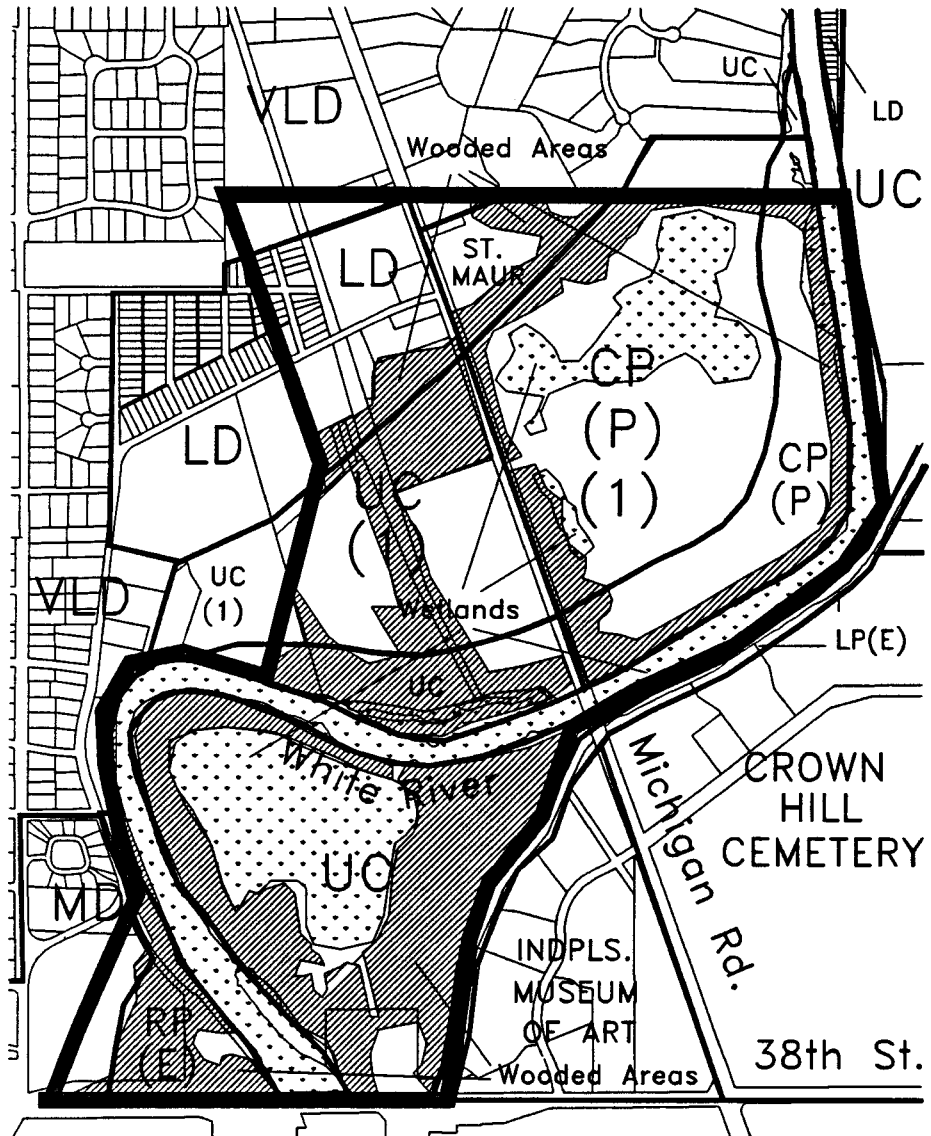 UC
LD
VLD
Wooded Areas
UC
LD
ST.
MAUR
CP
(P)
(1)
LD
CP
(P)
UC
(1)
UC
(1)
VLD
Wetlands
LP(E)
UC
White River
Michigan Rd.
CROWN
HILL
CEMETERY
UC
MD
INDPLS.
MUSEUM
OF ART
RP
(E)
38th St.
Wooded Areas